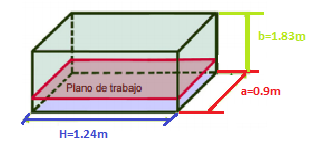 b=1.83m
Plano de trabajo
a=0.9m
H=1.24m